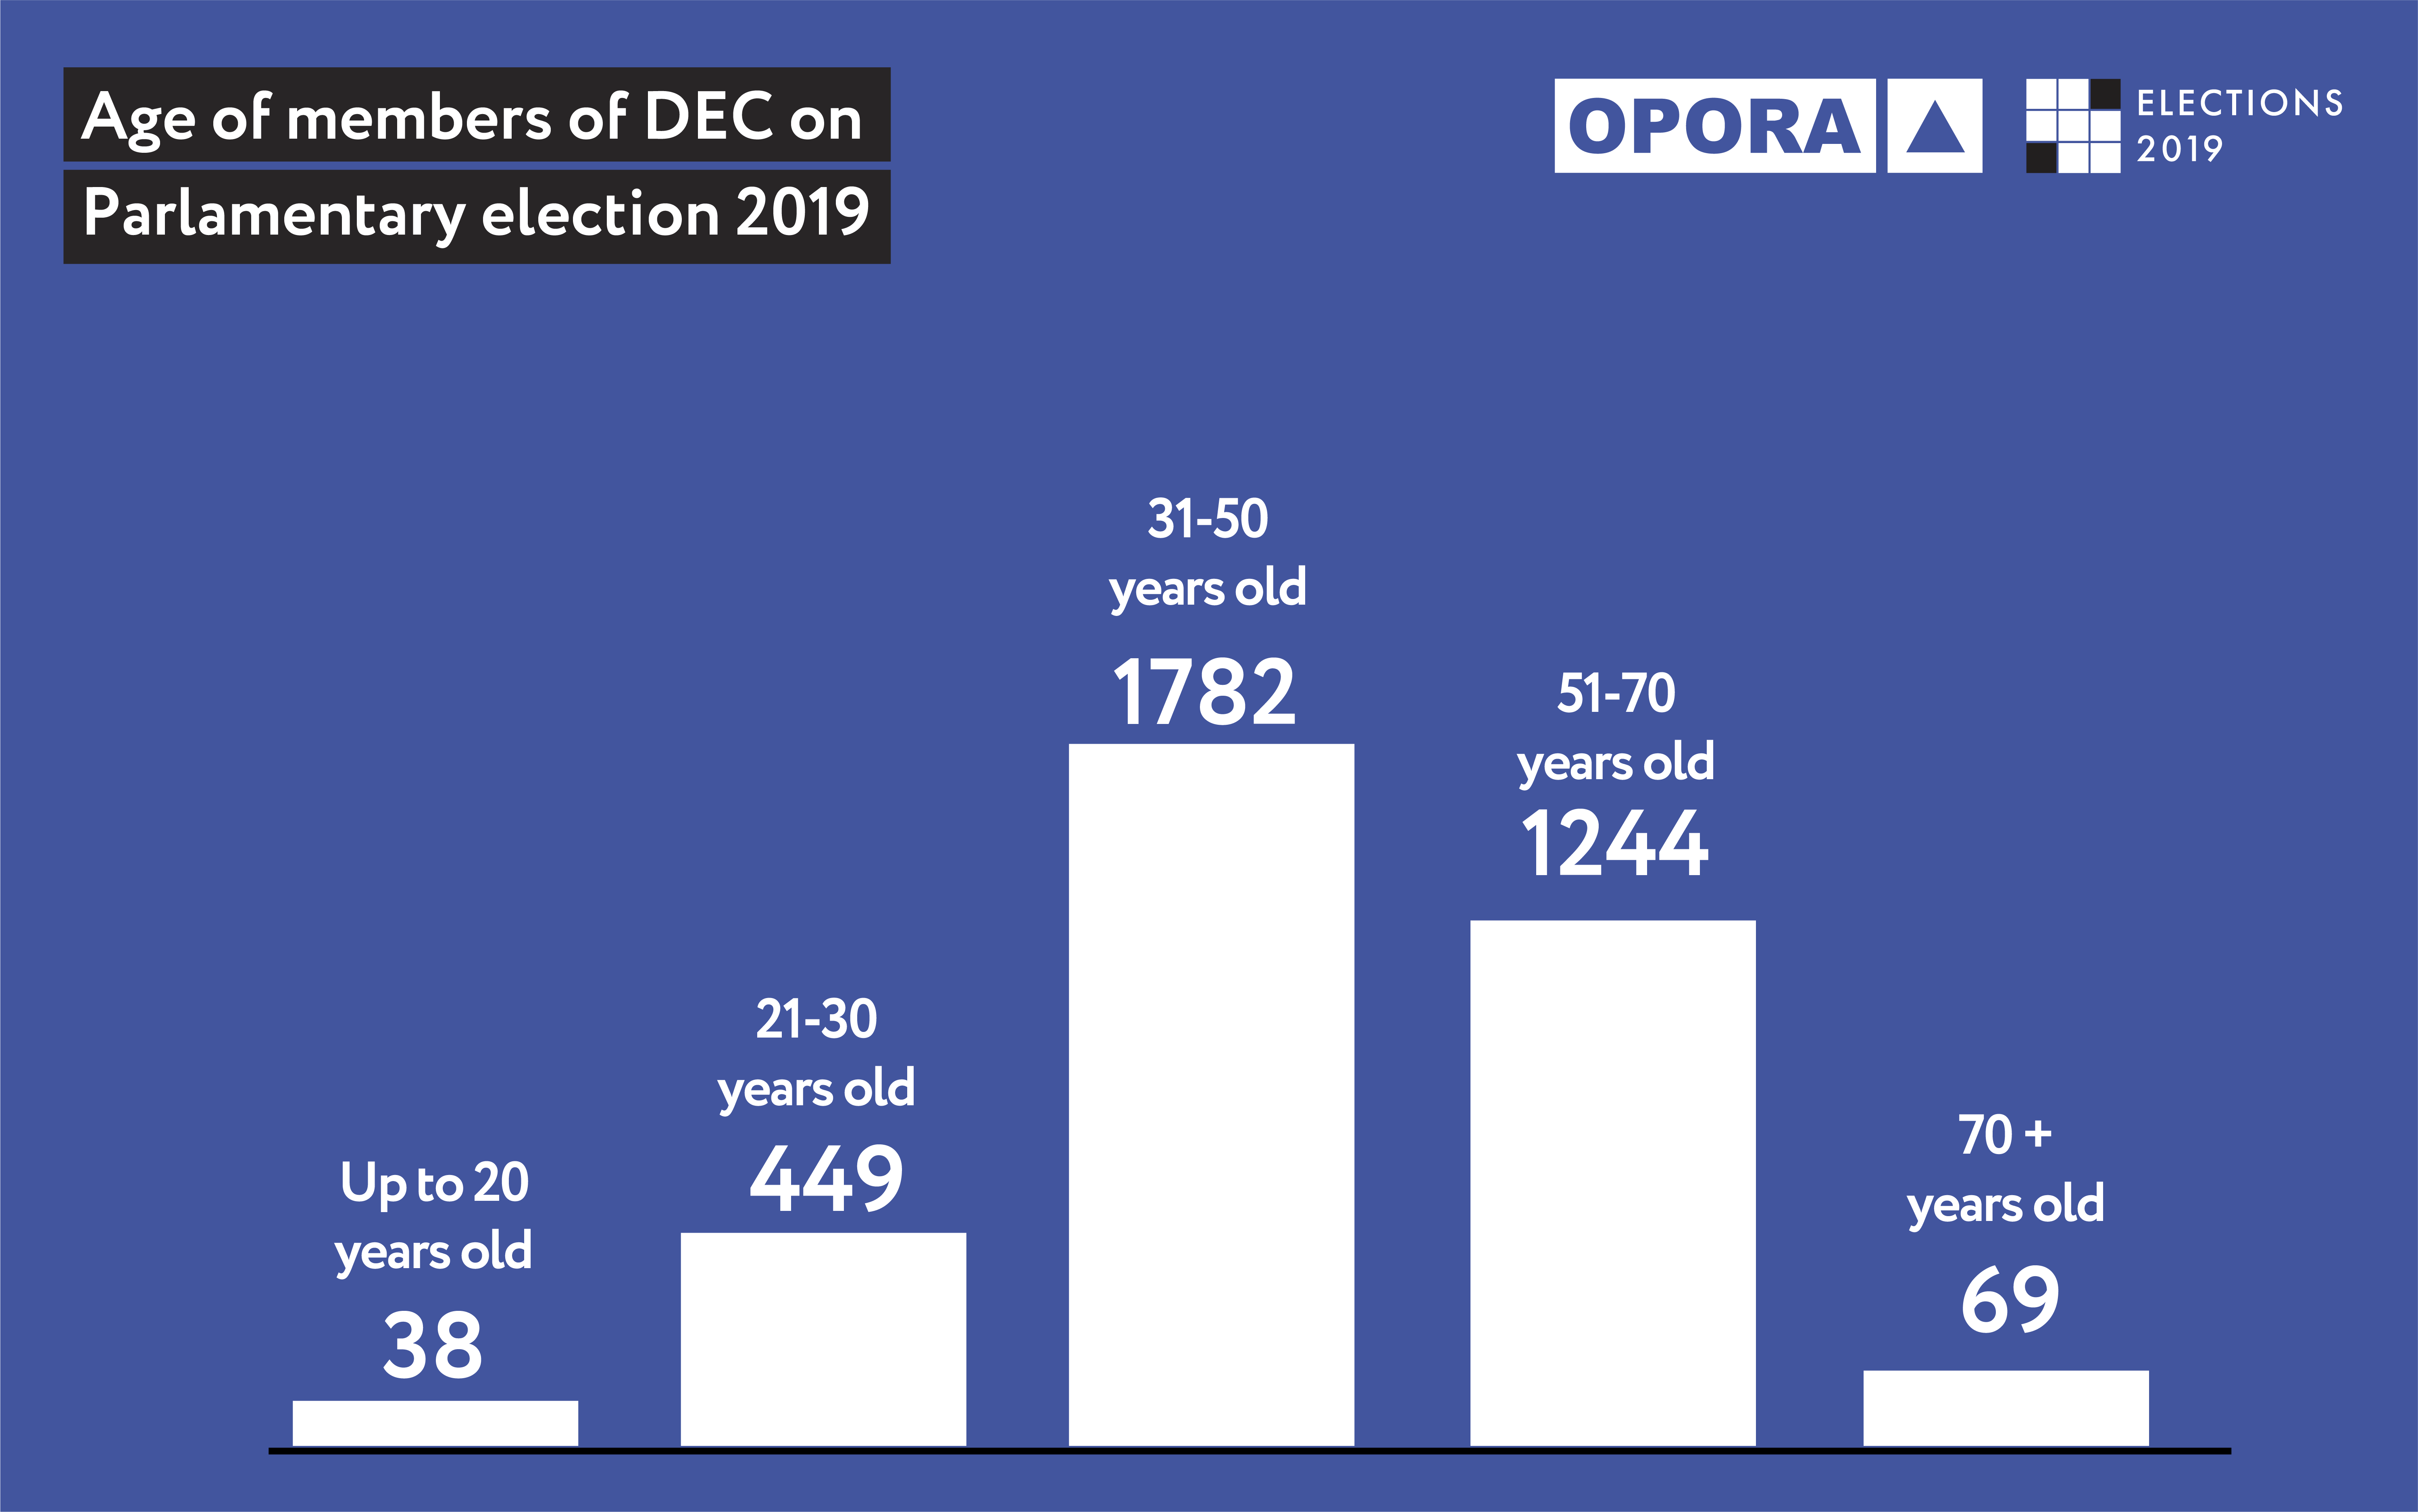 Age of members of DEC on
Parlamentary election 2019
OPORA
ELECTIONS
2019
31-50
years old
1782
51-70
years old
1244
21-30
years old
449
70 +
years old
69
Up to 20
years old
38